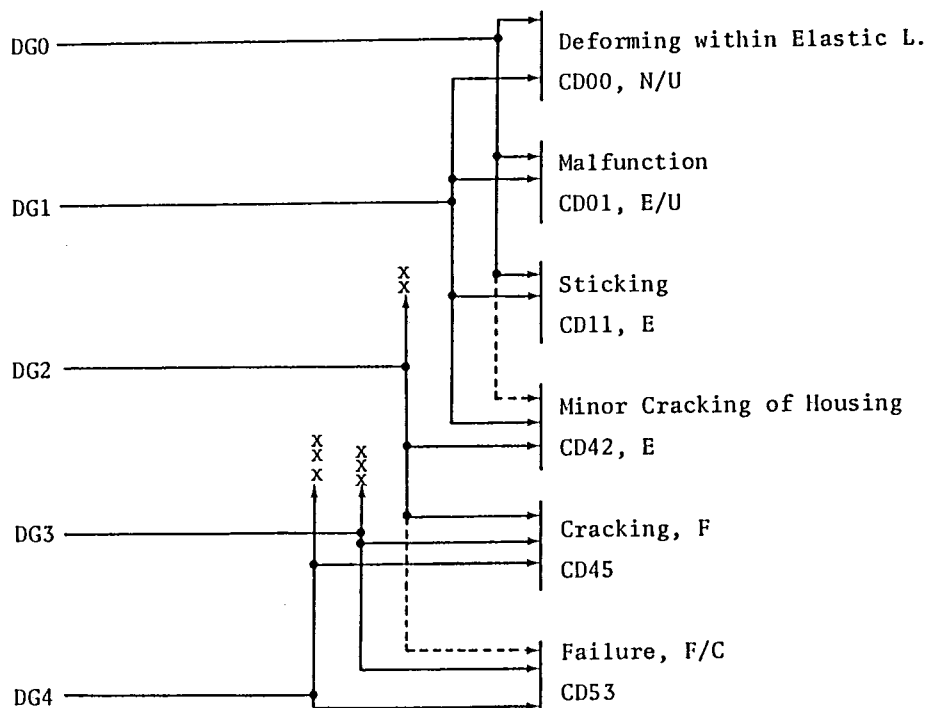 DG0
Deforming within Elastic L.
CD00, N/U
Malfunction
CD01, E/U
DG1
x
x
Sticking
CD11, E
DG2
Minor Cracking of Housing
CD42, E
x
x
x
x
x
x
DG3
Cracking, F
CD45
Failure, F/C
CD53
DG4